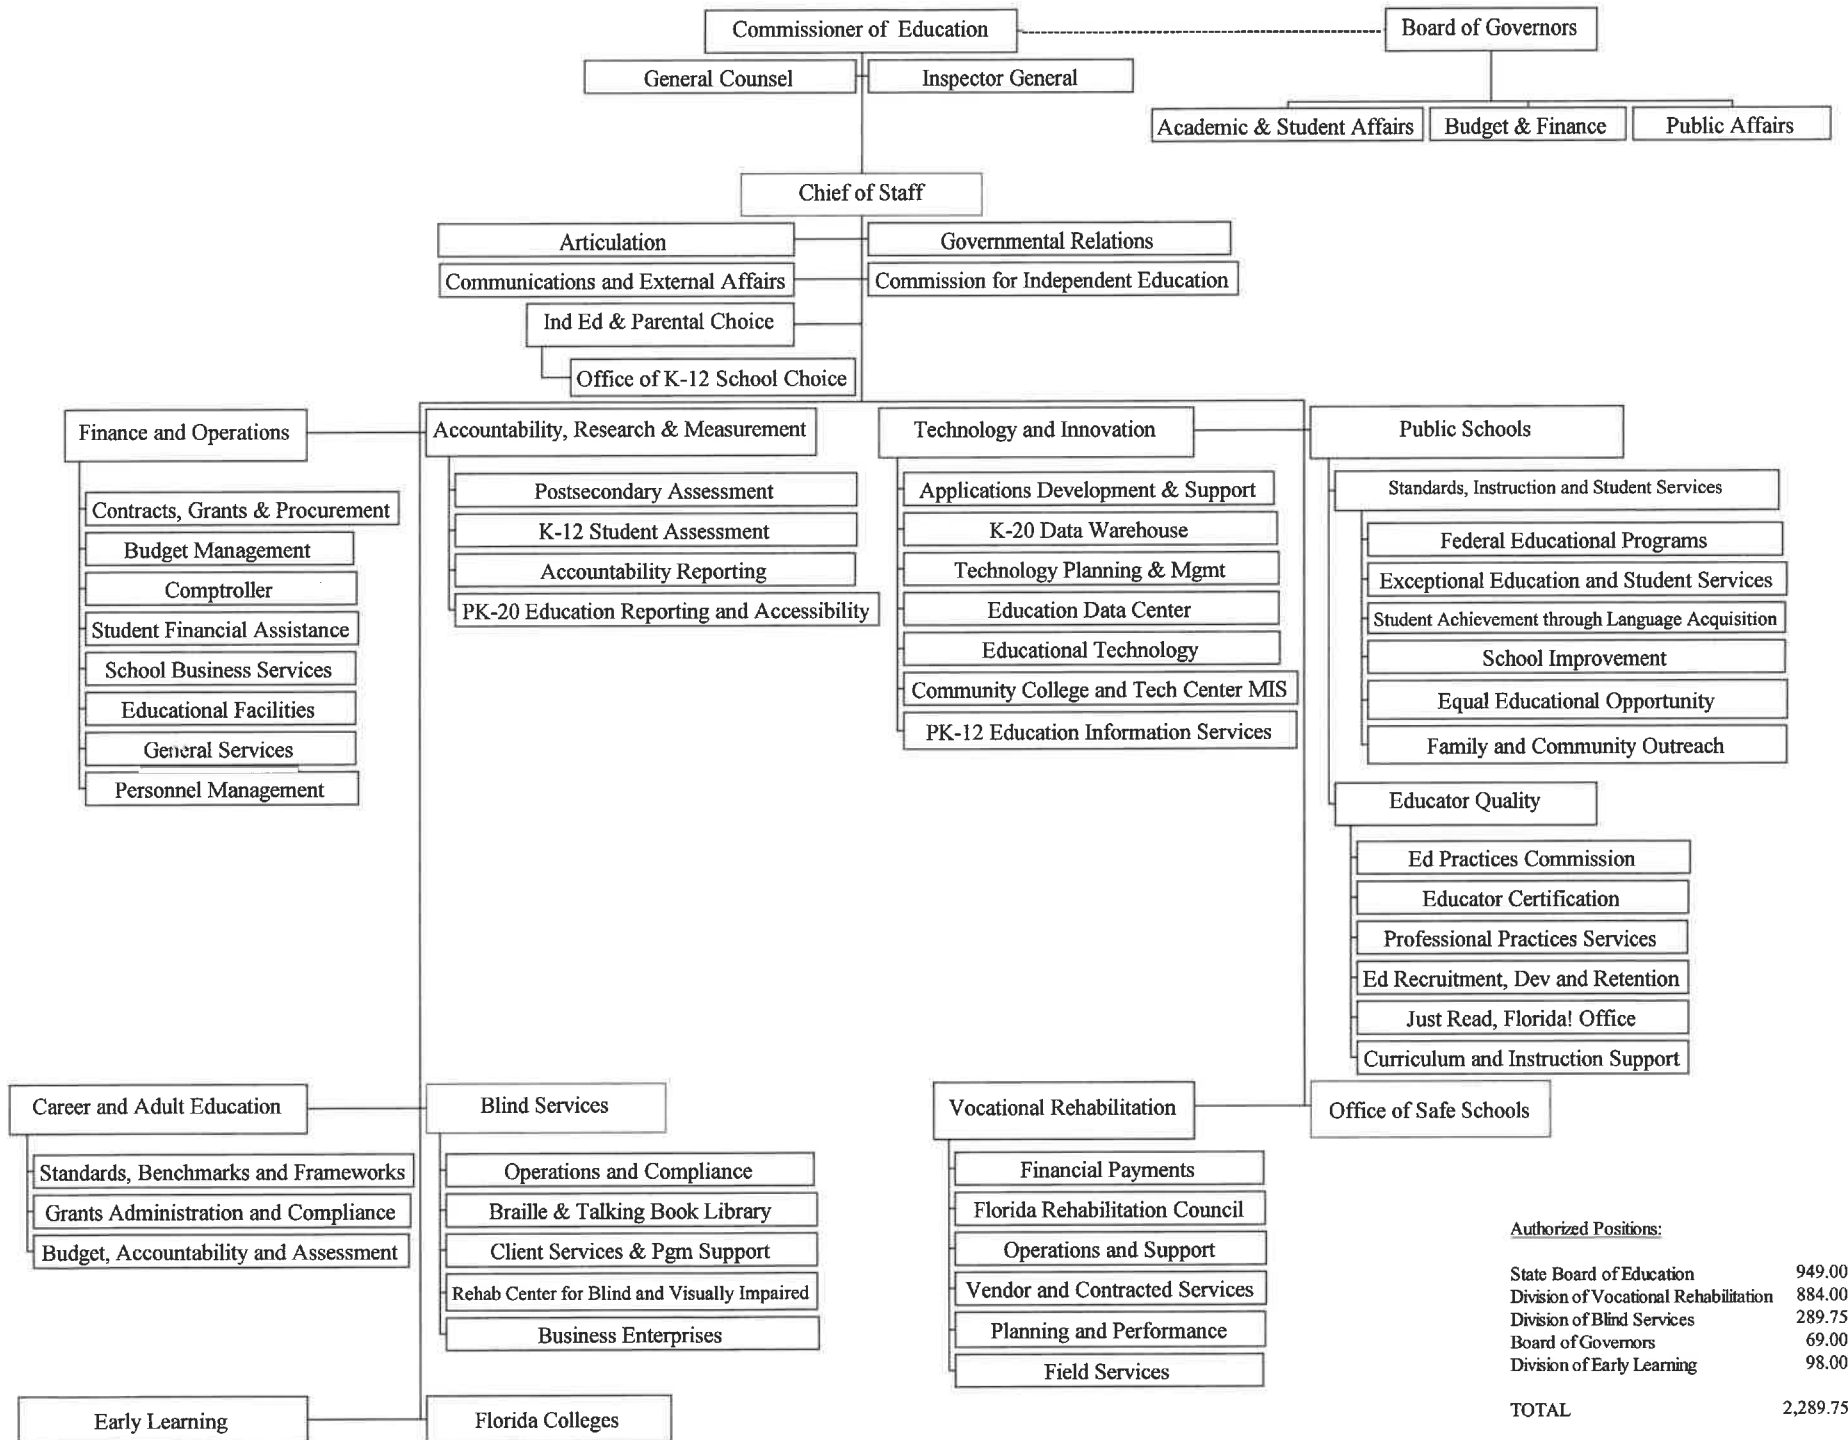 Commissioner of Education
Board of Governors
General Counsel
Inspector General
Academic & Student Affairs
Budget & Finance
Public Affairs
Chief of Staff
Articulation
Governmental Relations
Communications and External Affairs
Commission for Independent Education
Ind Ed & Parental Choice
Office of K-12 School Choice
Finance and Operations
Contracts, Grants & Procurement
Budget Management
Comptroller
Student Financial Assistance
School Business Services
Educational Facilities
General Services
Personnel Management
Accountability, Research & Measurement
Postsecondary Assessment
K-12 Student Assessment
Accountability Reporting
PK-20 Education Reporting and Accessibility
Technology and Innovation
Applications Development & Support
K-20 Data Warehouse
Technology Planning & Mgmt
Education Data Center
Educational Technology
Community College and Tech Center MIS
PK-12 Education Information Services
Public Schools
Standards, Instruction and Student Services
Federal Educational Programs
Exceptional Education and Student Services
Student Achievement through Language Acquisition
School Improvement
Equal Educational Opportunity
Family and Community Outreach
Educator Quality
Ed Practices Commission
Educator Certification
Professional Practices Services
Ed Recruitment, Dev and Retention
Just Read, Florida! Office
Curriculum and Instruction Support
Career and Adult Education
Standards, Benchmarks and Frameworks
Grants Administration and Compliance
Budget, Accountability and Assessment
Blind Services
Operations and Compliance
Braille & Talking Book Library
Client Services & Pgm Support
Rehab Center for Blind and Visually Impaired
Business Enterprises
Vocational Rehabilitation
Financial Payments
Florida Rehabilitation Council
Operations and Support
Vendor and Contracted Services
Planning and Performance
Field Services
Office of Safe Schools
Early Learning
Florida Colleges
Authorized Positions:
State Board of Education 949.00
Division of Vocational Rehabilitation 884.00
Division of Blind Services 289.75
Board of Governors 69.00
Division of Early Learning 98.00
TOTAL 2,289.75